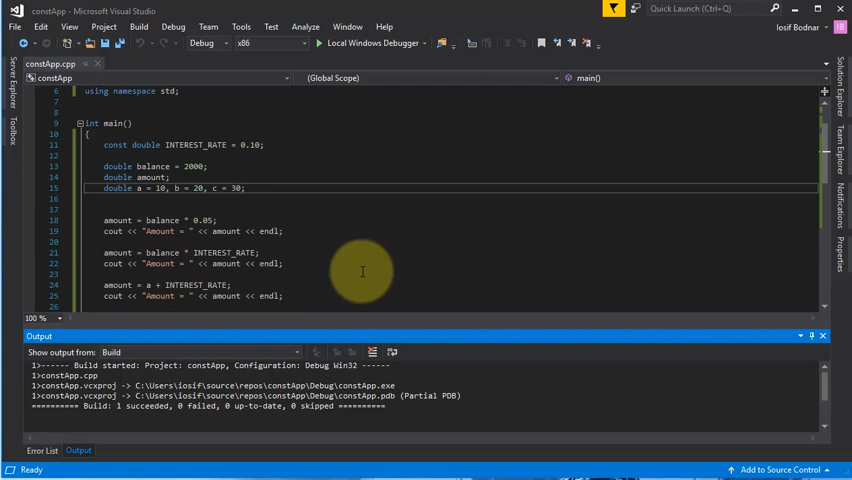 constApp - Microsoft Visual Studio
Quick Launch (Ctrl+Q)
File Edit View Project Build Debug Team Tools Test Analyze Window Help
Iosif Bodnar IB
Debug x86 Local Windows Debugger
Server Explorer
Toolbox
Solution Explorer
Team Explorer
Notifications
Properties
constApp.cpp
constApp (Global Scope) main()
6 using namespace std;
7
8
9 int main()
10 {
11 const double INTEREST_RATE = 0.10;
12
13 double balance = 2000;
14 double amount;
15 double a = 10, b = 20, c = 30;
16
17
18 amount = balance * 0.05;
19 cout << "Amount = " << amount << endl;
20
21 amount = balance * INTEREST_RATE;
22 cout << "Amount = " << amount << endl;
23
24 amount = a + INTEREST_RATE;
25 cout << "Amount = " << amount << endl;
26
100 %
Output
Show output from: Build
1>------ Build started: Project: constApp, Configuration: Debug Win32 ------
1>constApp.cpp
1>constApp.vcxproj -> C:\Users\iosif\source\repos\constApp\Debug\constApp.exe
1>constApp.vcxproj -> C:\Users\iosif\source\repos\constApp\Debug\constApp.pdb (Partial PDB)
========== Build: 1 succeeded, 0 failed, 0 up-to-date, 0 skipped ==========
Error List Output
Ready
Add to Source Control